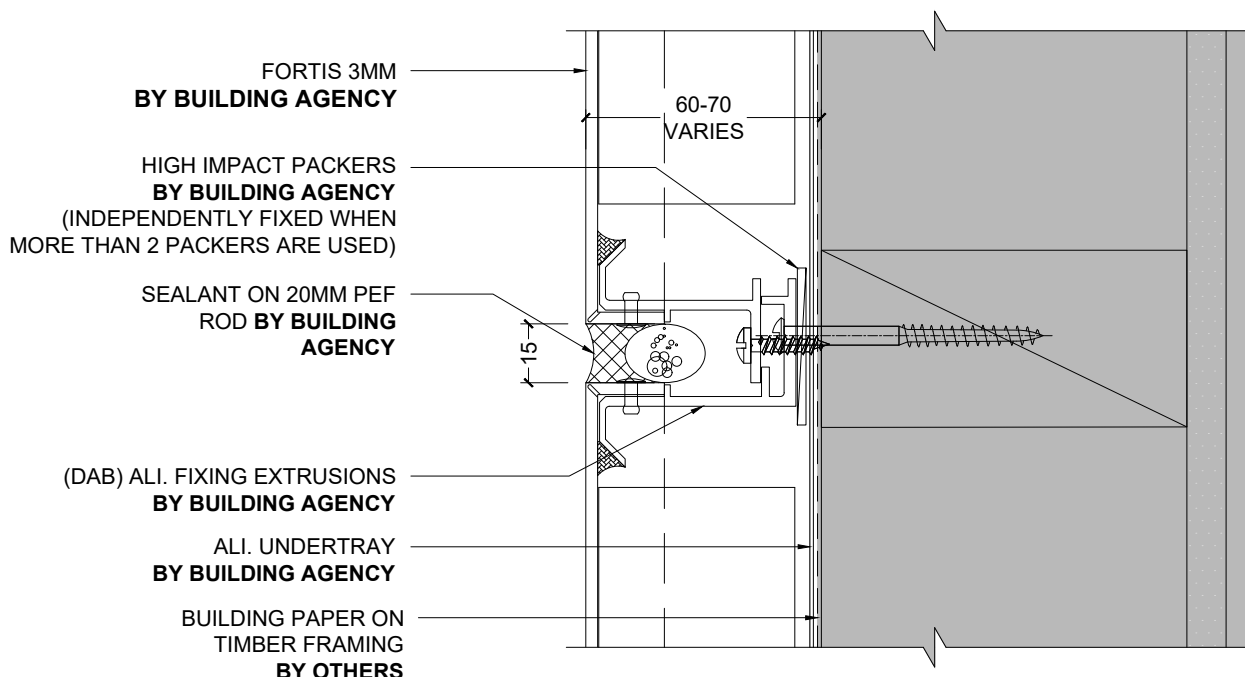 FORTIS 3MM
BY BUILDING AGENCY
60-70
VARIES
HIGH IMPACT PACKERS
BY BUILDING AGENCY
(INDEPENDENTLY FIXED WHEN
MORE THAN 2 PACKERS ARE USED)
SEALANT ON 20MM PEF
ROD BY BUILDING
AGENCY
15
(DAB) ALI. FIXING EXTRUSIONS
BY BUILDING AGENCY
ALI. UNDERTRAY
BY BUILDING AGENCY
BUILDING PAPER ON
TIMBER FRAMING
BY OTHERS